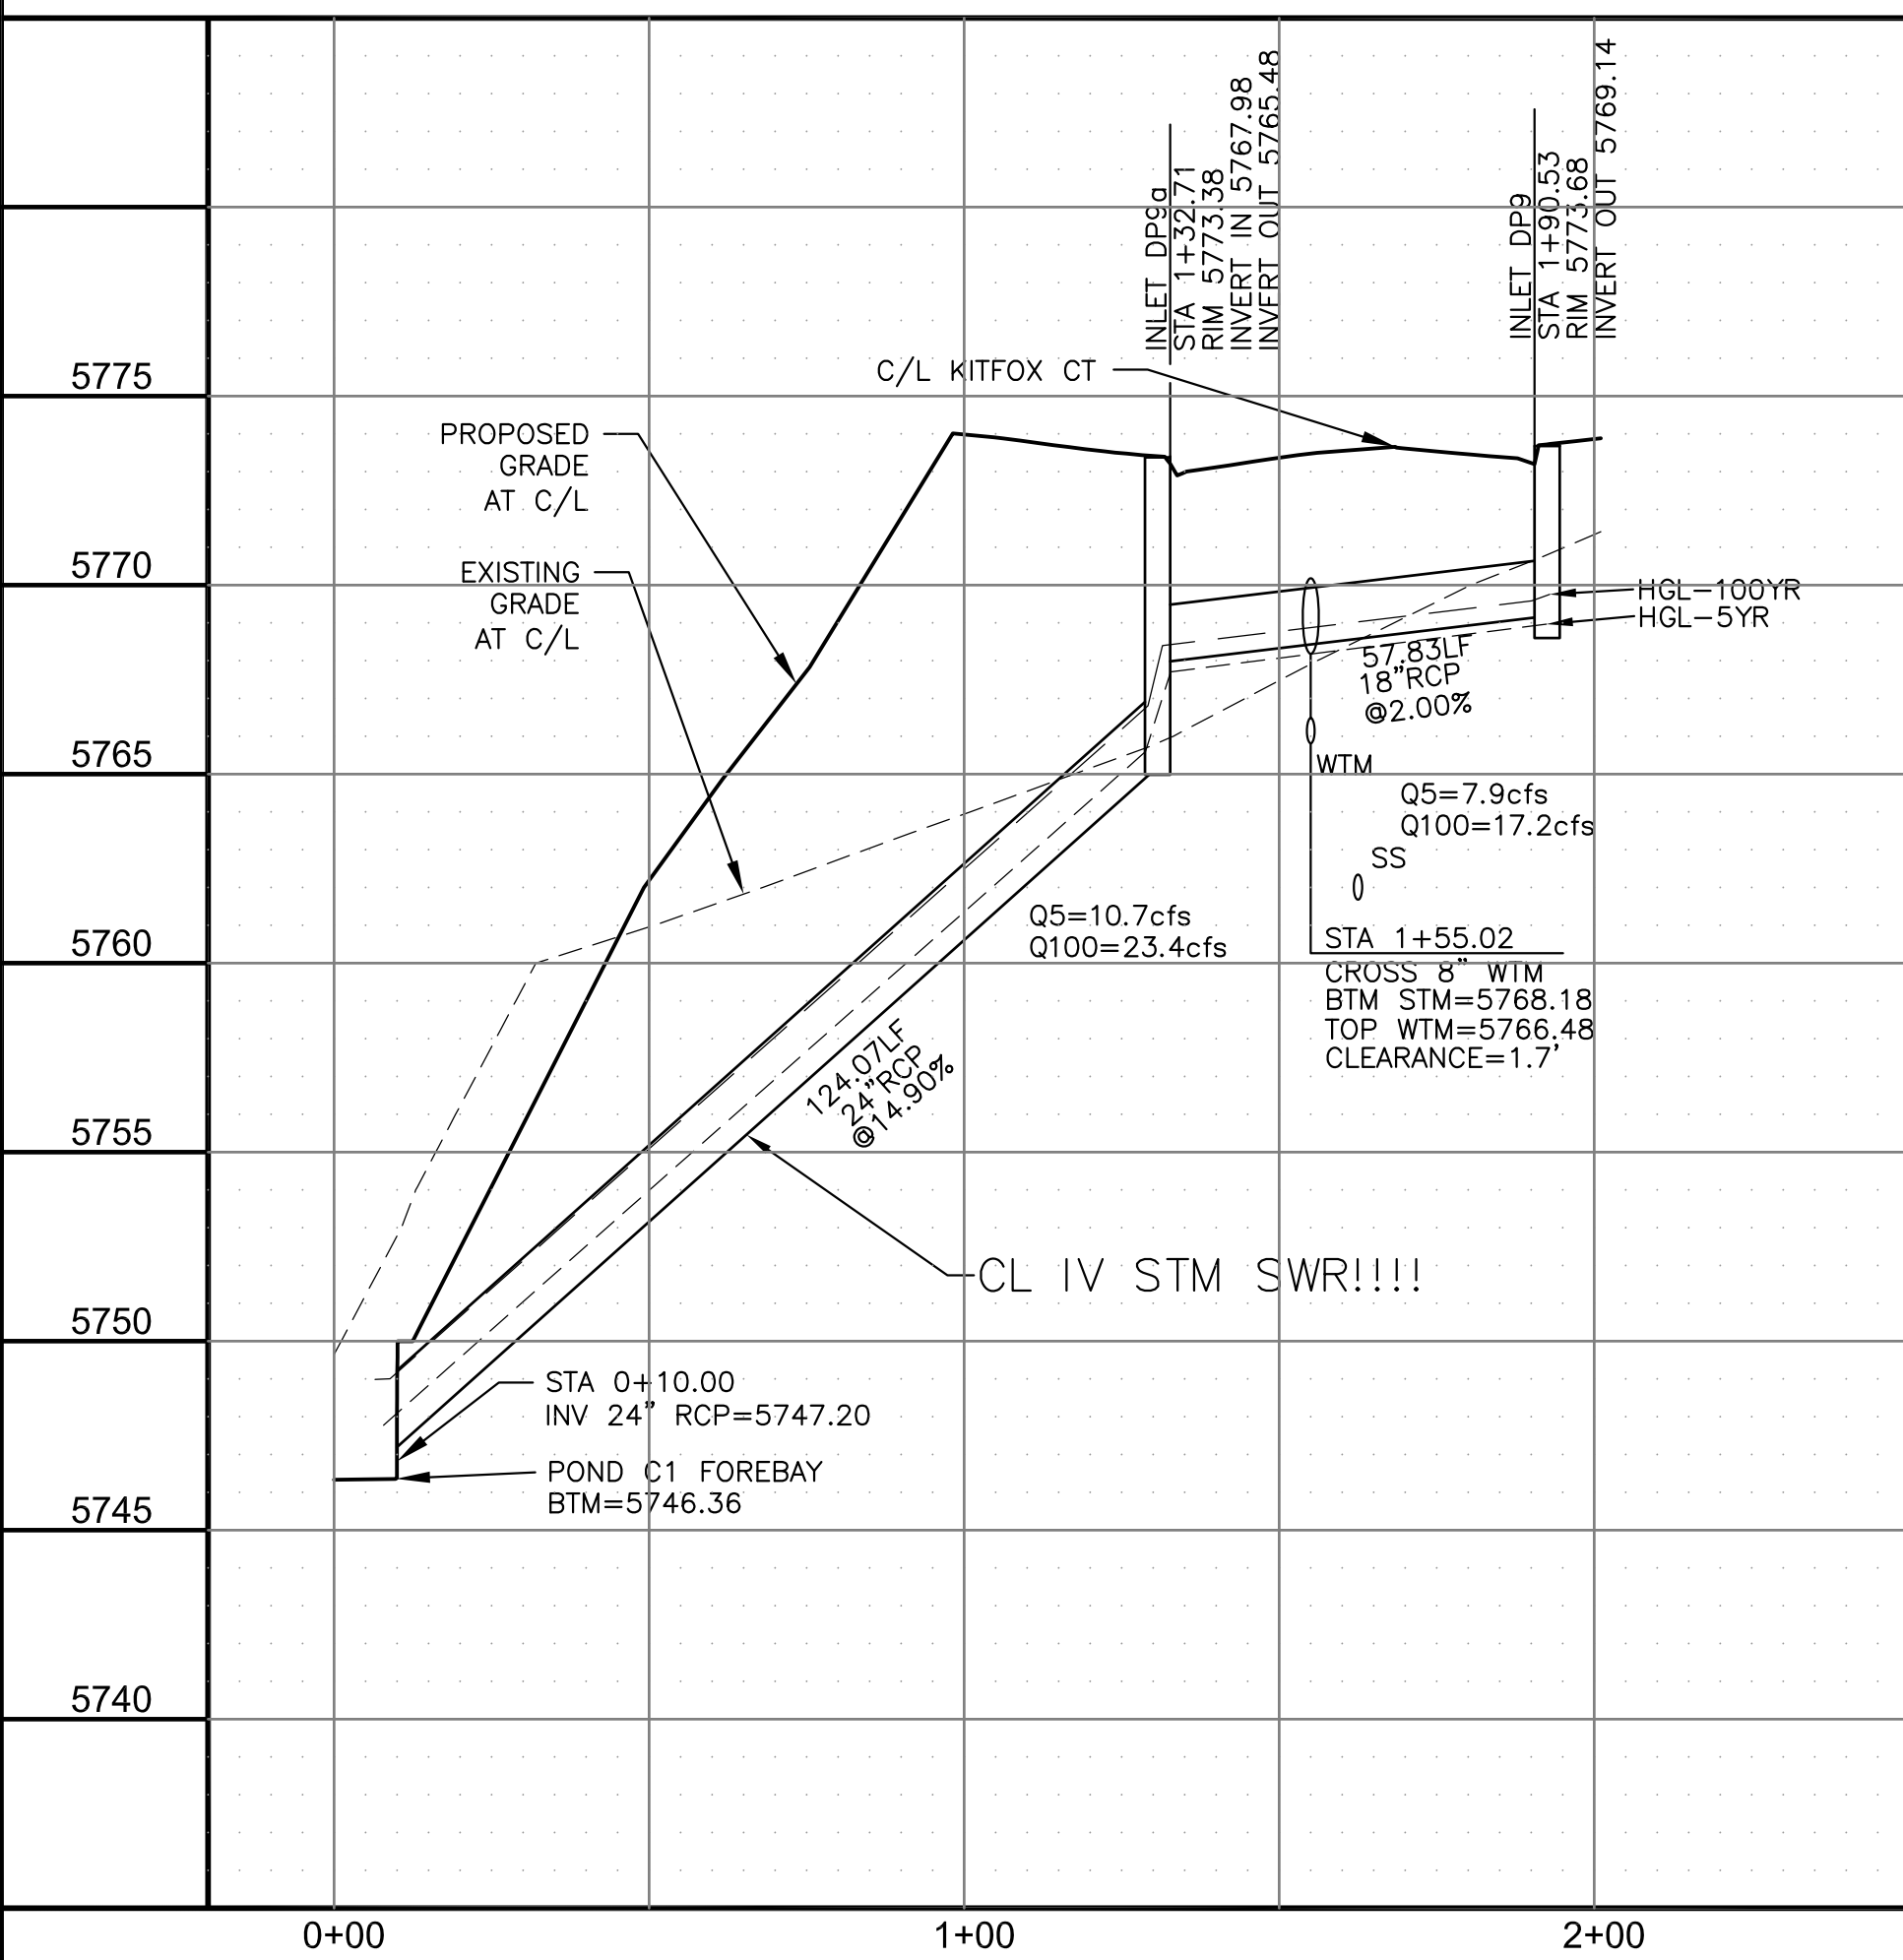 INLET DP9a
STA 1+32.71
RIM 5773.38
INVERT IN 5767.98
INVERT OUT 5765.48
INLET DP9
STA 1+90.53
RIM 5773.68
INVERT OUT 5769.14
5775
C/L KITFOX CT
PROPOSED
GRADE
AT C/L
5770
EXISTING
GRADE
AT C/L
HGL-100YR
HGL-5YR
57.83LF
18"RCP
@2.00%
5765
WTM
Q5=7.9cfs
Q100=17.2cfs
SS
5760
Q5=10.7cfs
Q100=23.4cfs
STA 1+55.02
CROSS 8" WTM
BTM STM=5768.18
TOP WTM=5766.48
CLEARANCE=1.7'
124.07LF
24"RCP
@14.90%
5755
CL IV STM SWR!!!!
5750
STA 0+10.00
INV 24" RCP=5747.20
POND C1 FOREBAY
BTM=5746.36
5745
5740
0+00
1+00
2+00